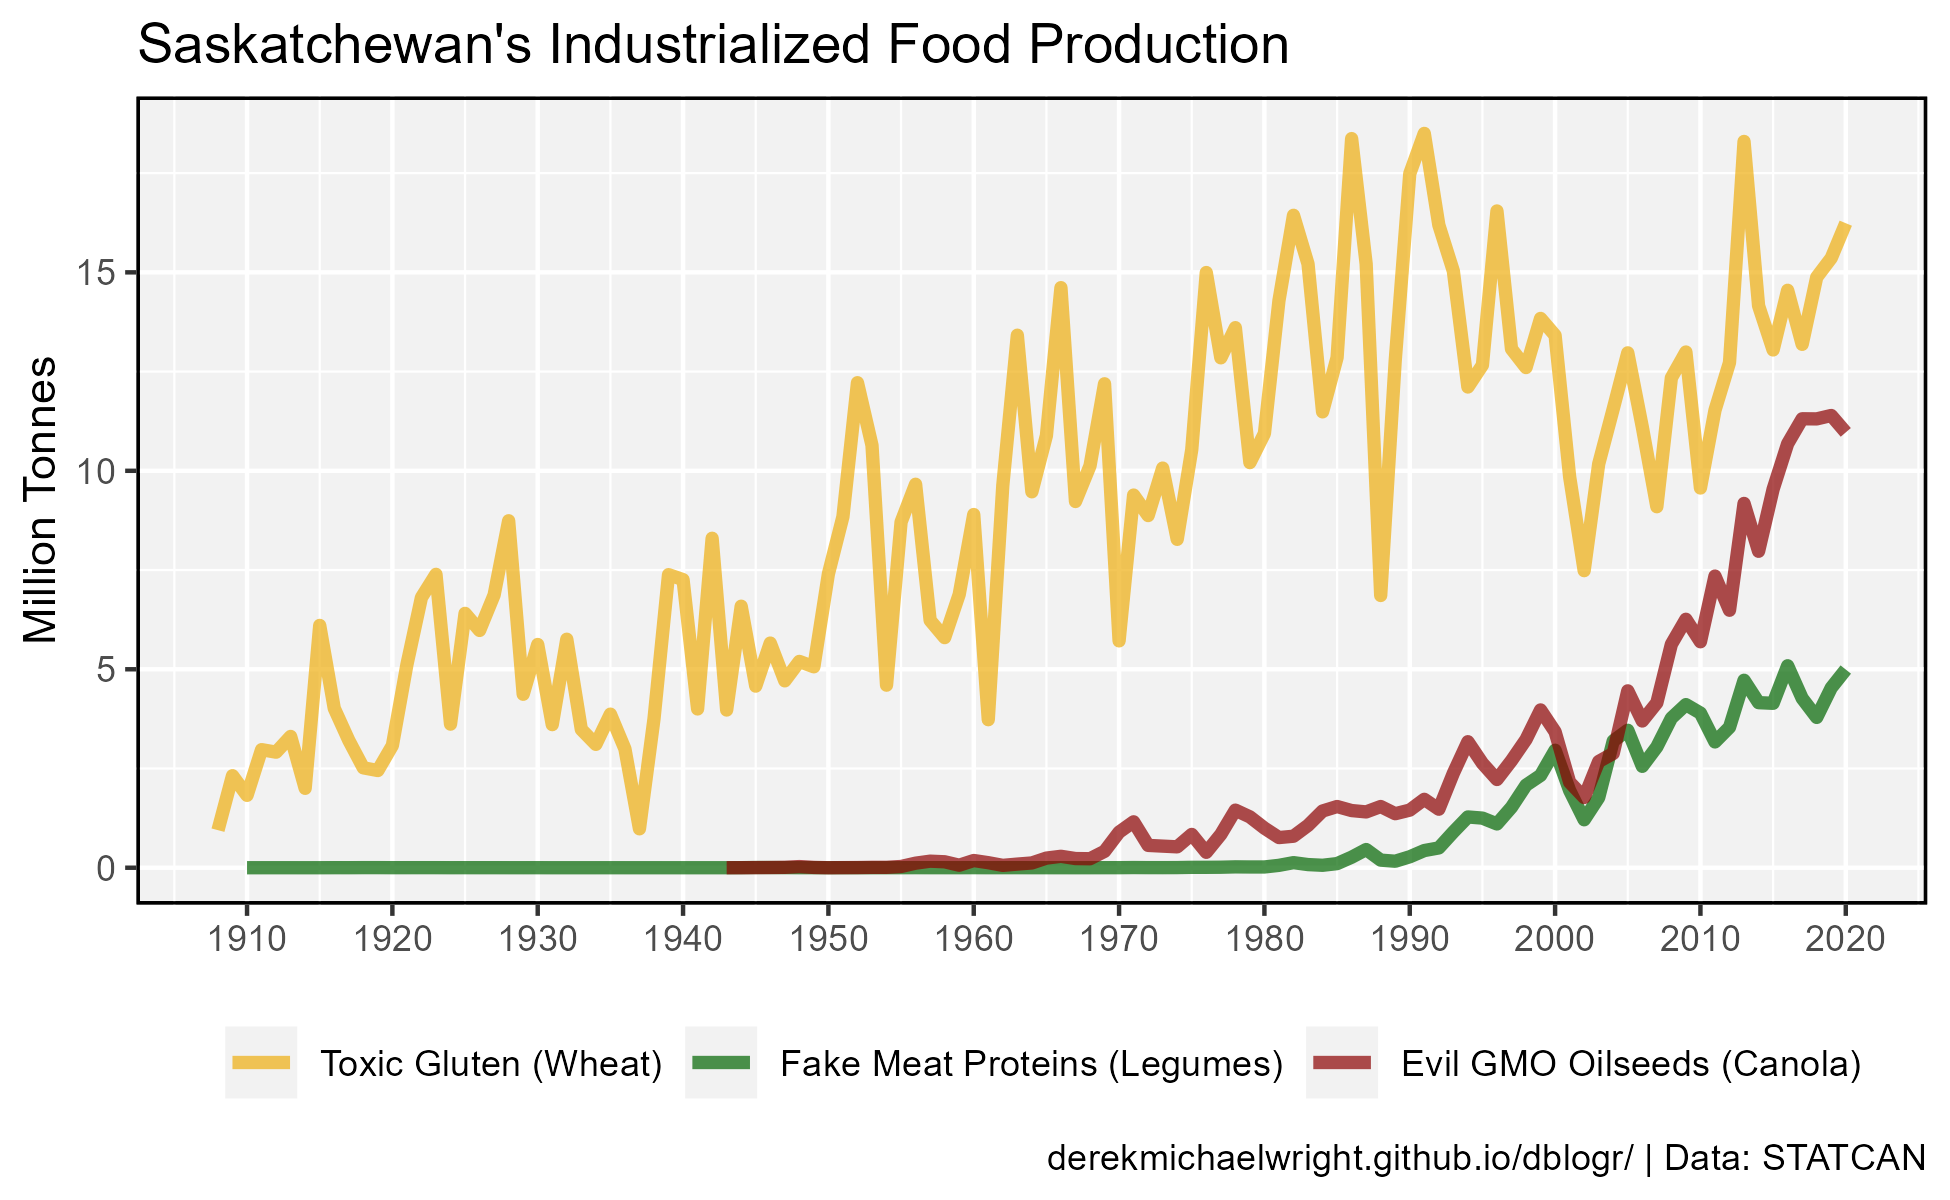 Saskatchewan's Industrialized Food Production
Million Tonnes
15
10
5
0
1910 1920 1930 1940 1950 1960 1970 1980 1990 2000 2010 2020
Toxic Gluten (Wheat) Fake Meat Proteins (Legumes) Evil GMO Oilseeds (Canola)
derekmichaelwright.github.io/dblogr/ | Data: STATCAN